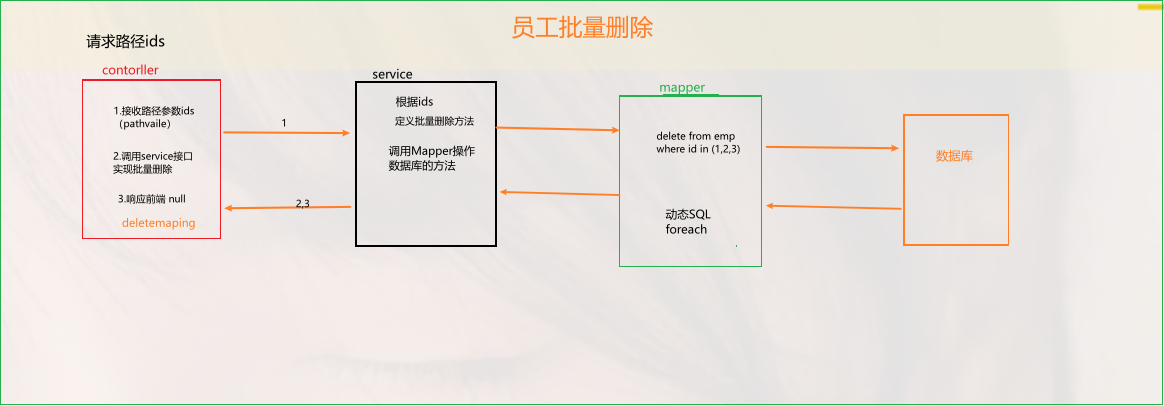 员工批量删除
请求路径ids
contorller
1.接收路径参数ids
（pathvaile）
2.调用service接口
实现批量删除
3.响应前端 null
deletemaping
1
2,3
service
根据ids
定义批量删除方法
调用Mapper操作
数据库的方法
mapper
delete from emp
where id in (1,2,3)
动态SQL
foreach
数据库